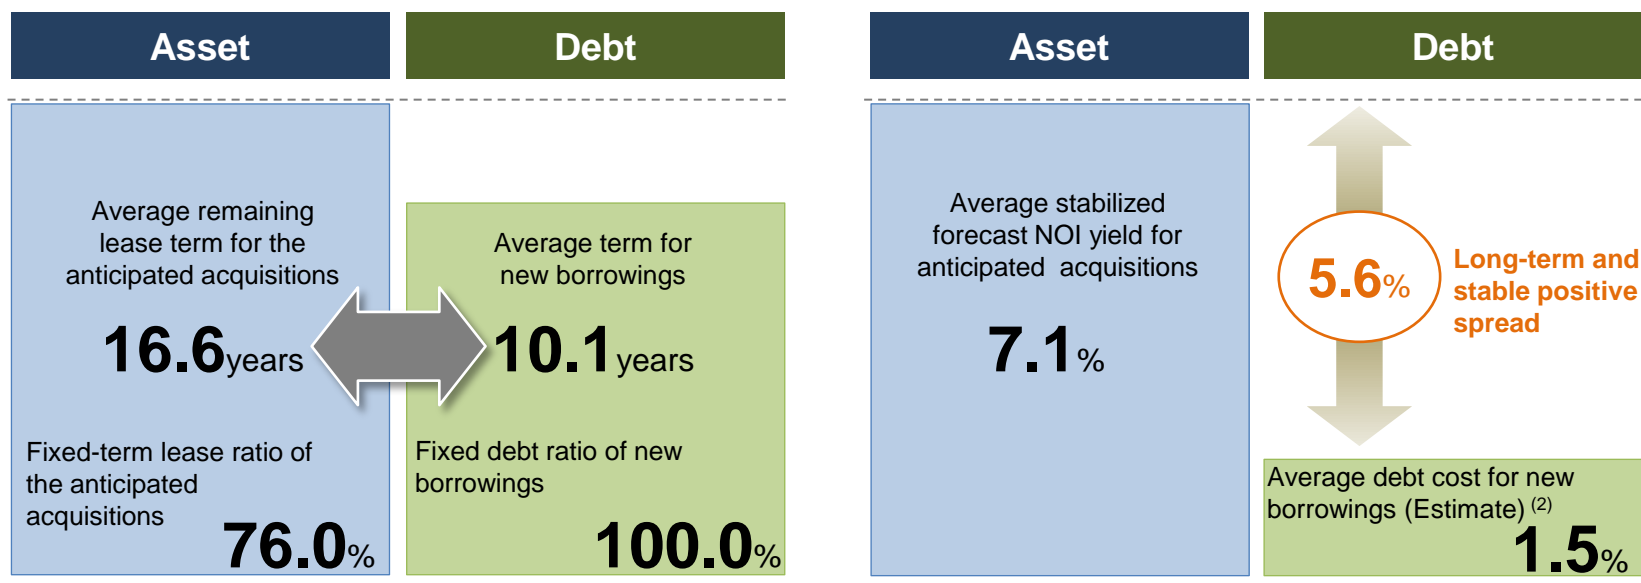 Asset
Debt
Average remaining
lease term for the
anticipated acquisitions
16.6years
Fixed-term lease ratio of
the anticipated
acquisitions
76.0%
Average term for
new borrowings
10.1years
Fixed debt ratio of new
borrowings
100.0%
Asset
Debt
Average stabilized
forecast NOI yield for
anticipated acquisitions
7.1%
5.6%
Long-term and
stable positive
spread
Average debt cost for new
borrowings (Estimate) (2)
1.5%